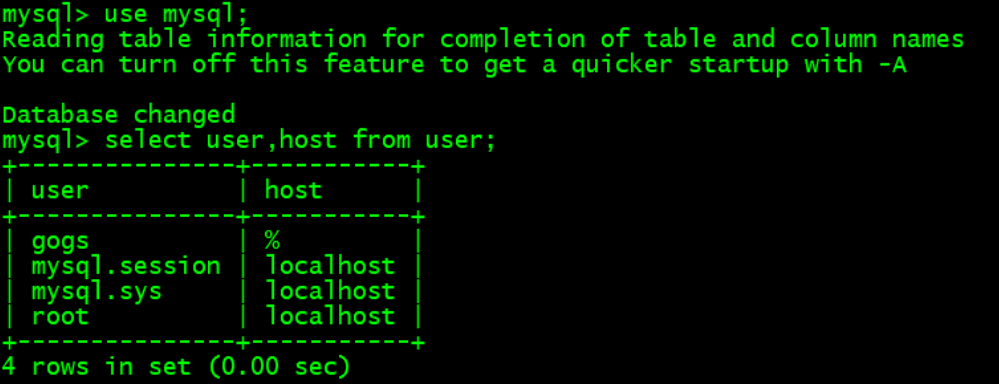 mysql> use mysql;
Reading table information for completion of table and column names
You can turn off this feature to get a quicker startup with -A

Database changed
mysql> select user,host from user;
+---------------+-----------+
| user          | host      |
+---------------+-----------+
| gogs          | %         |
| mysql.session | localhost |
| mysql.sys     | localhost |
| root          | localhost |
+---------------+-----------+
4 rows in set (0.00 sec)